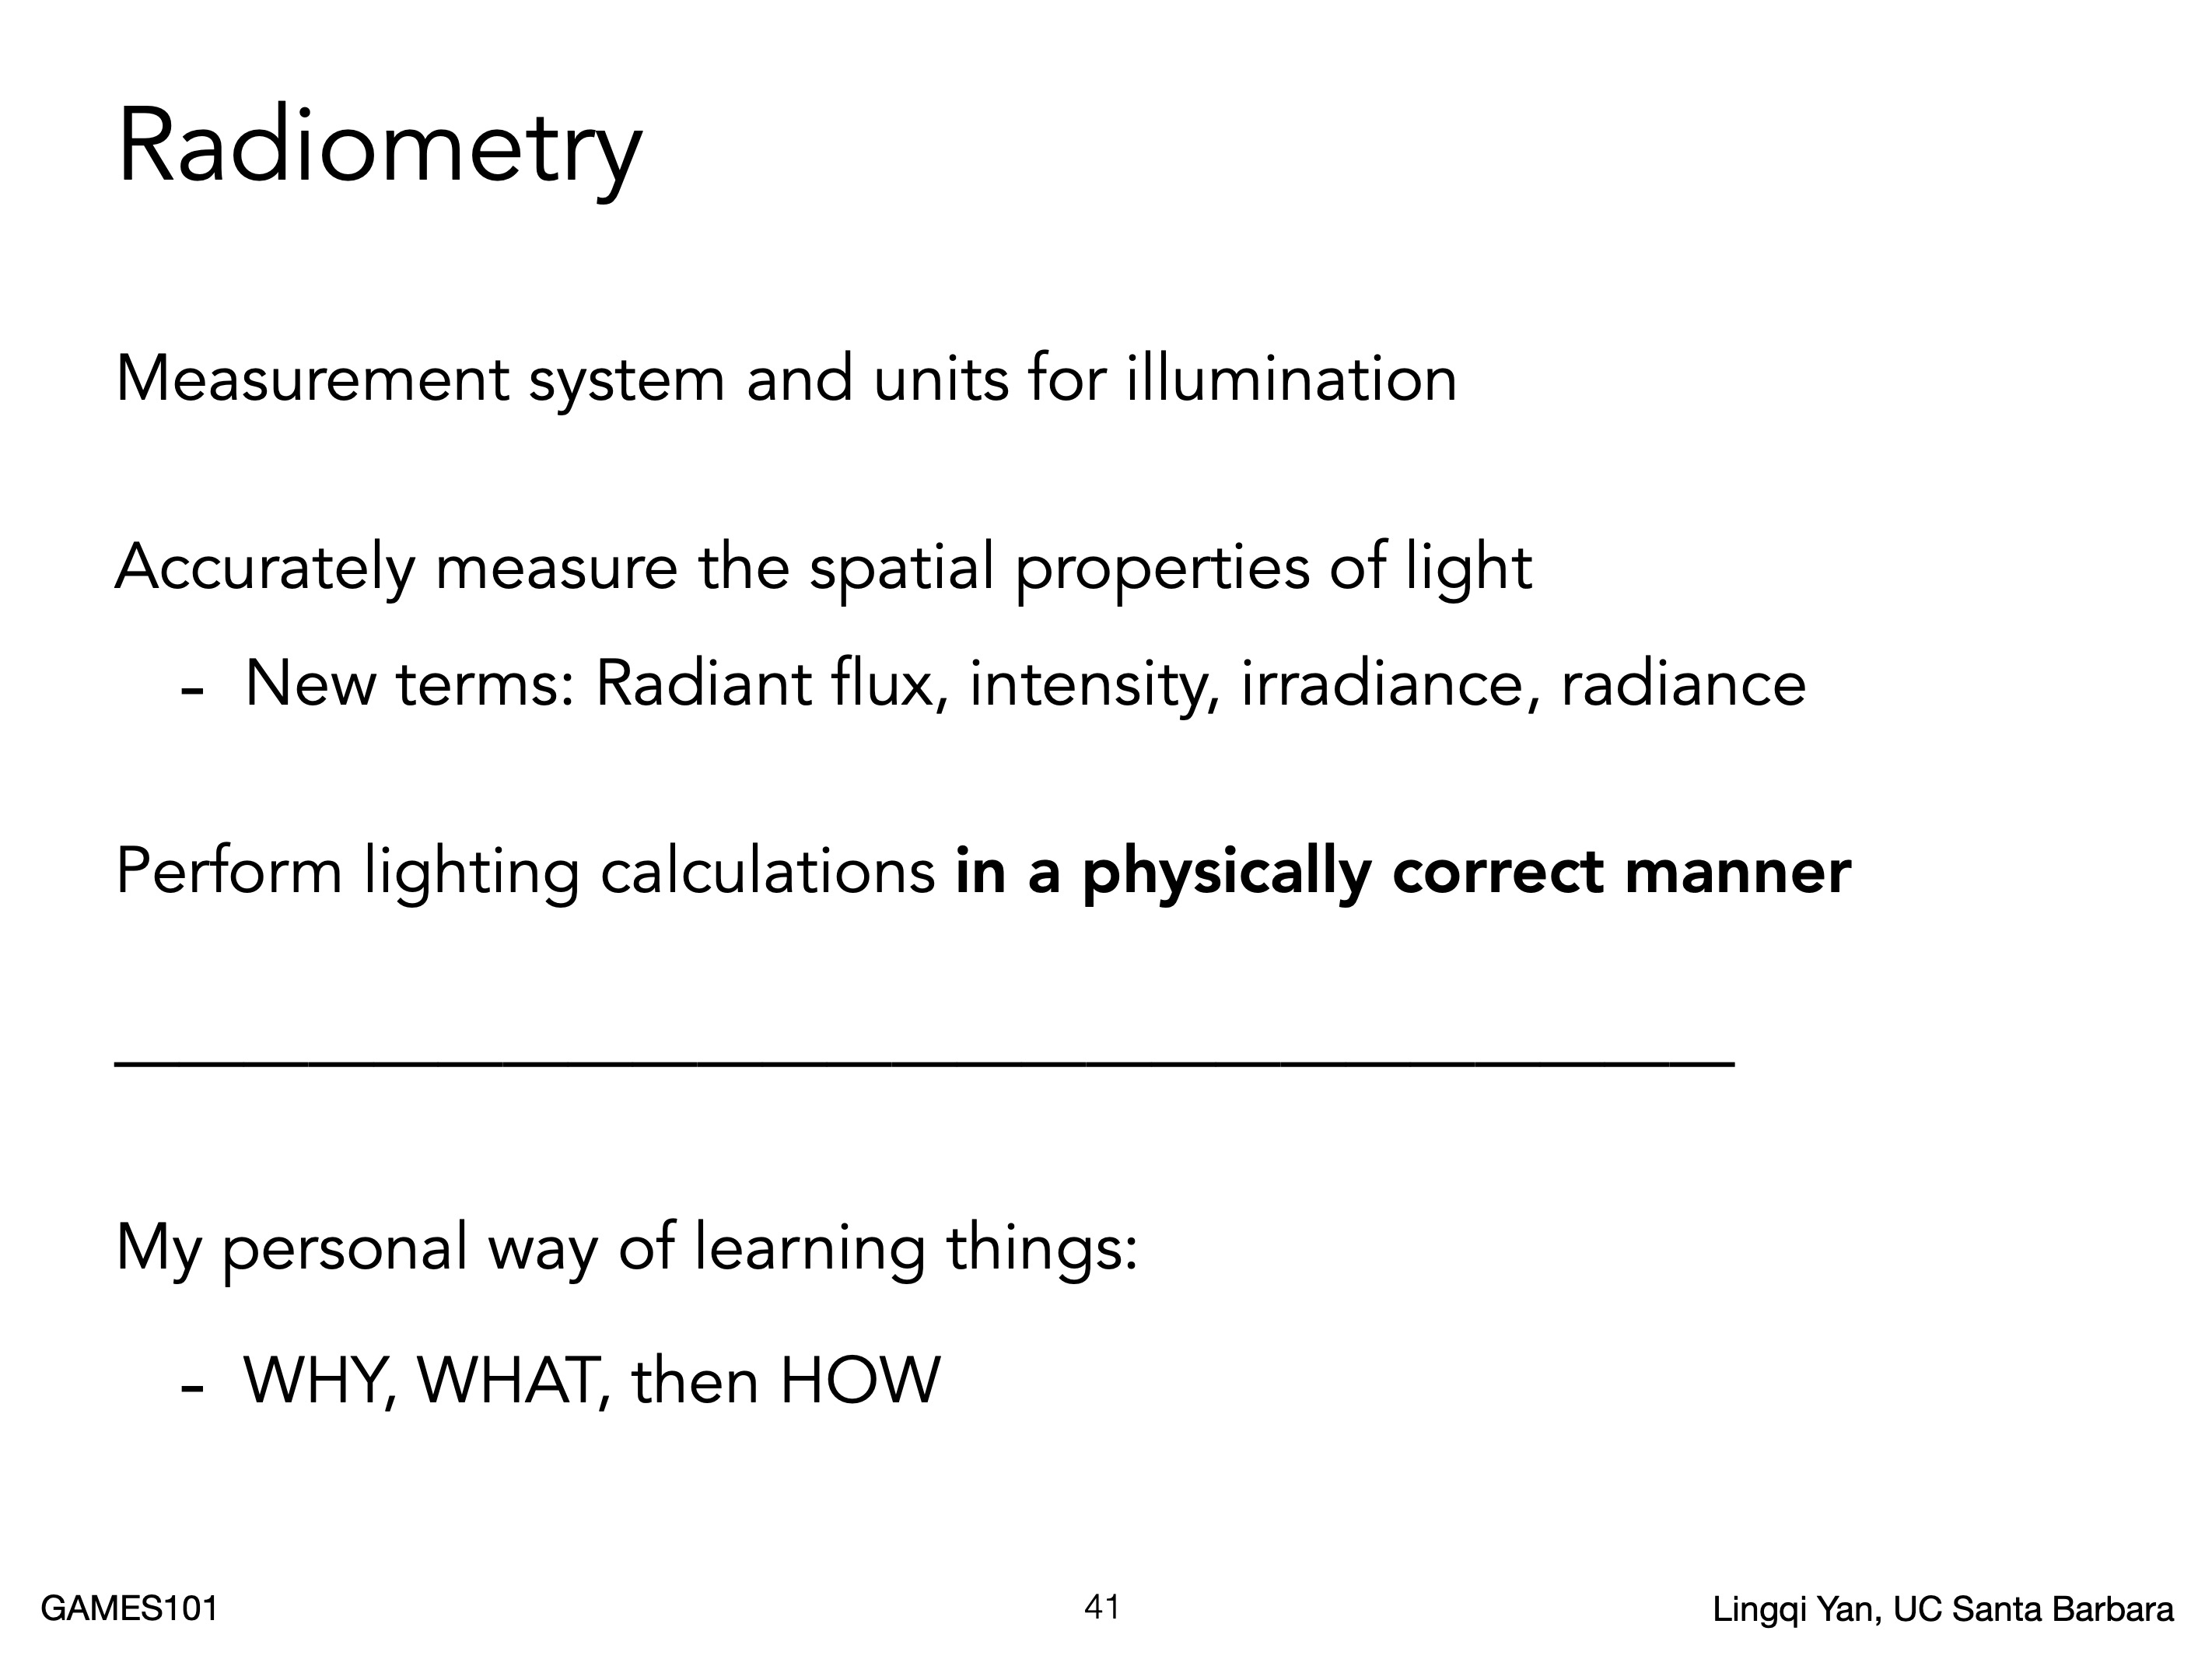 Radiometry
Measurement system and units for illumination
Accurately measure the spatial properties of light
- New terms: Radiant flux, intensity, irradiance, radiance
Perform lighting calculations in a physically correct manner
My personal way of learning things:
- WHY, WHAT, then HOW
GAMES101
41
Lingqi Yan, UC Santa Barbara